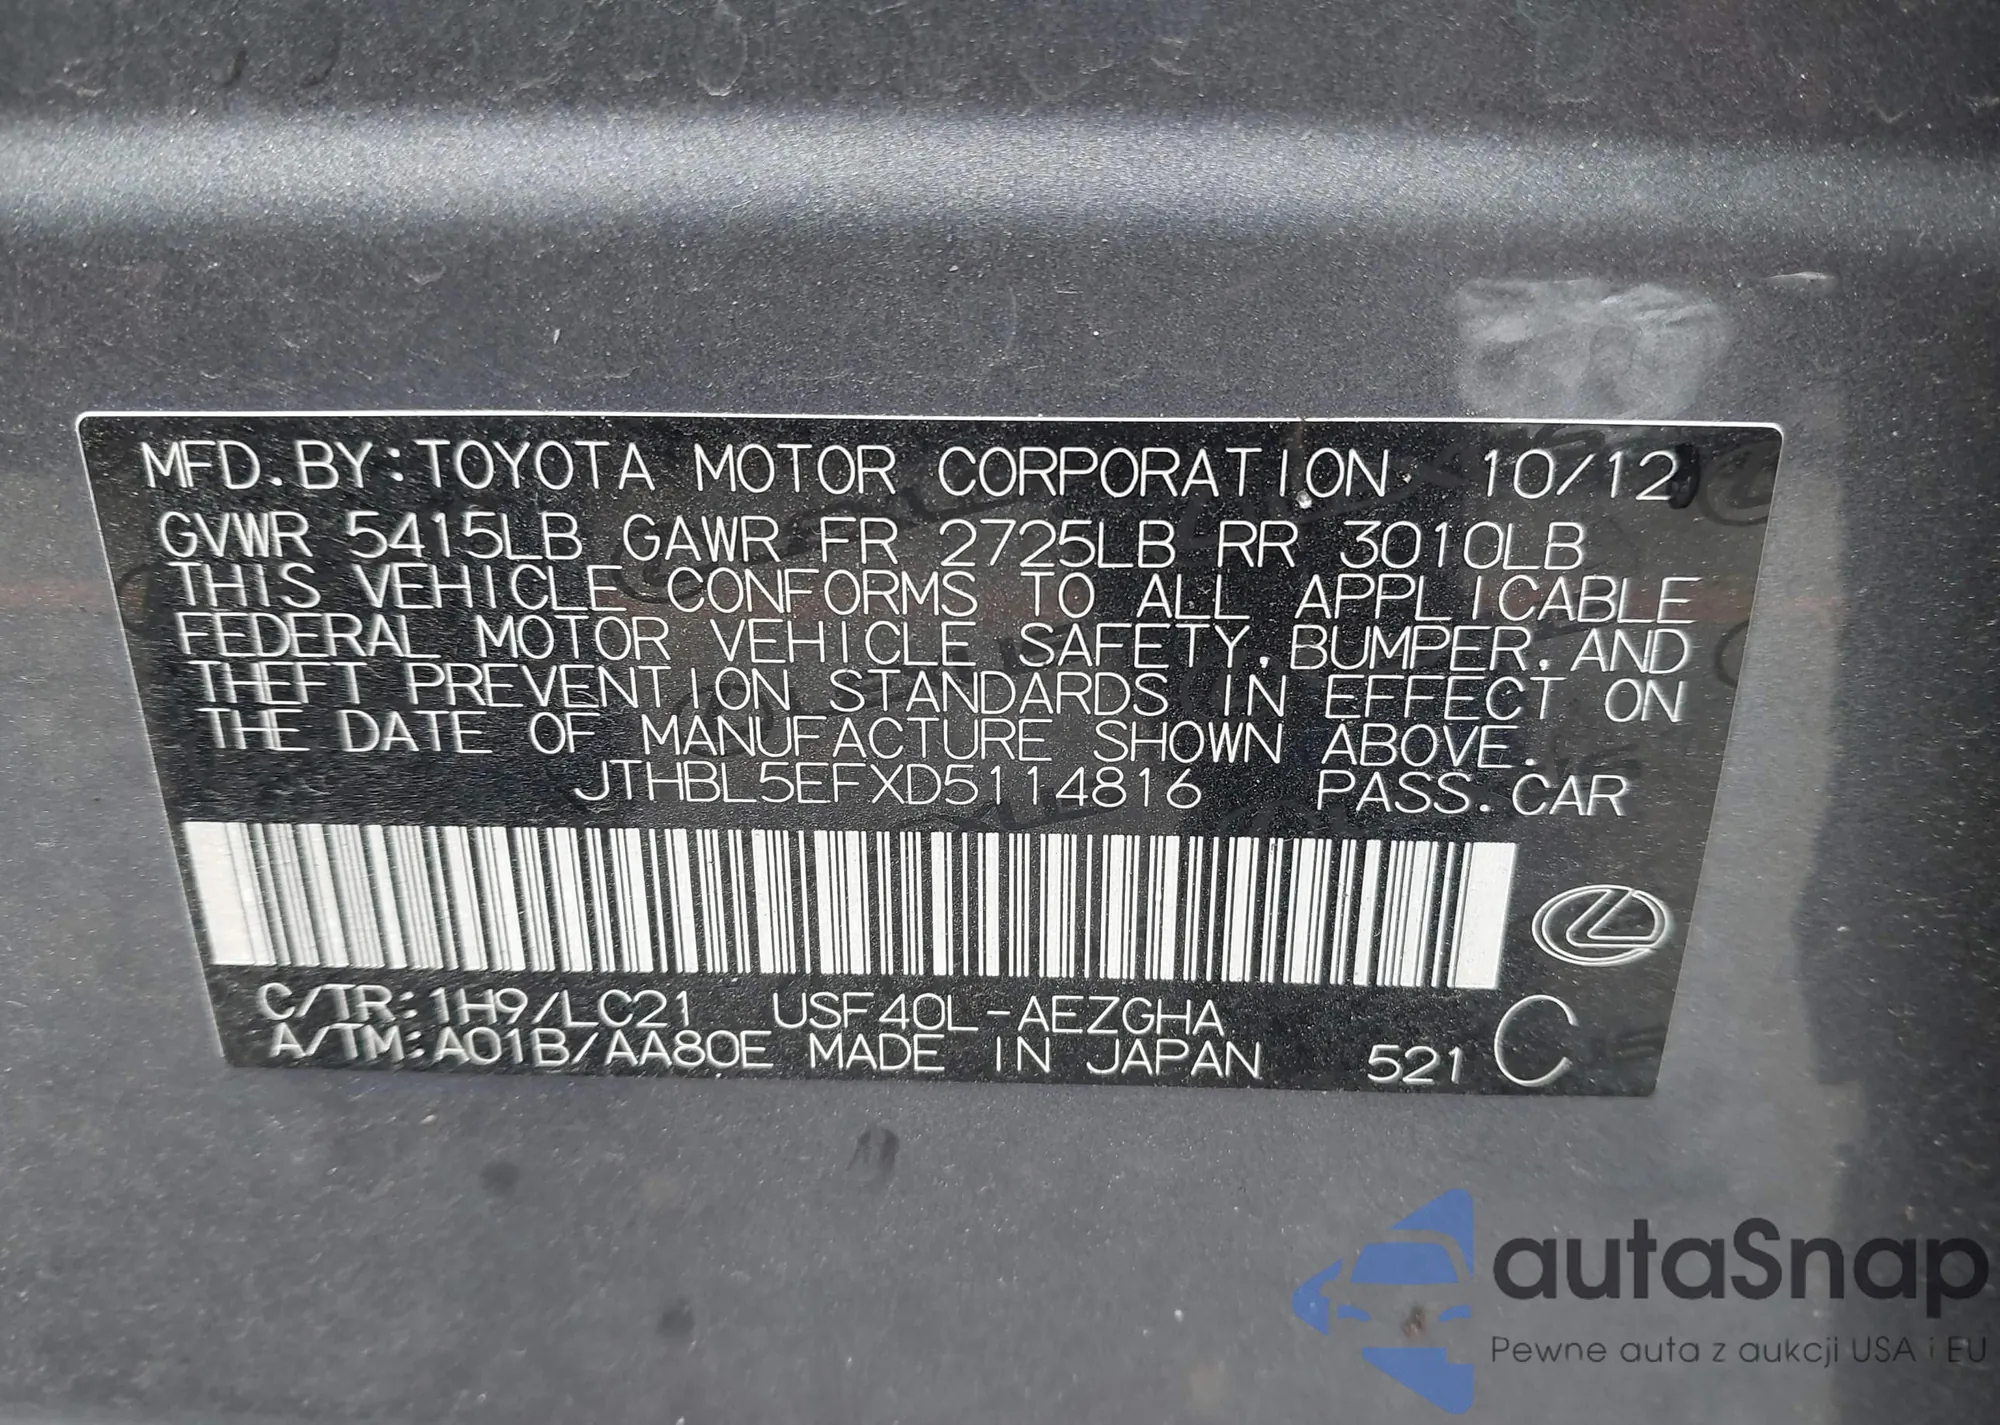 MFD. BY: TOYOTA MOTOR CORPORATION 10/12
GVWR 5415LB GAWR FR 2725LB RR 3010LB
THIS VEHICLE CONFORMS TO ALL APPLICABLE
FEDERAL MOTOR VEHICLE SAFETY, BUMPER, AND
THEFT PREVENTION STANDARDS IN EFFECT ON
THE DATE OF MANUFACTURE SHOWN ABOVE.
JTHBL5EFXD5114816 PASS. CAR
C/TR: 1H9/LC21 USF40L-AEZGHA
A/TM: A01B/AA80E MADE IN JAPAN 521 C
autaSnap
Pewne auta z aukcji USA i EU